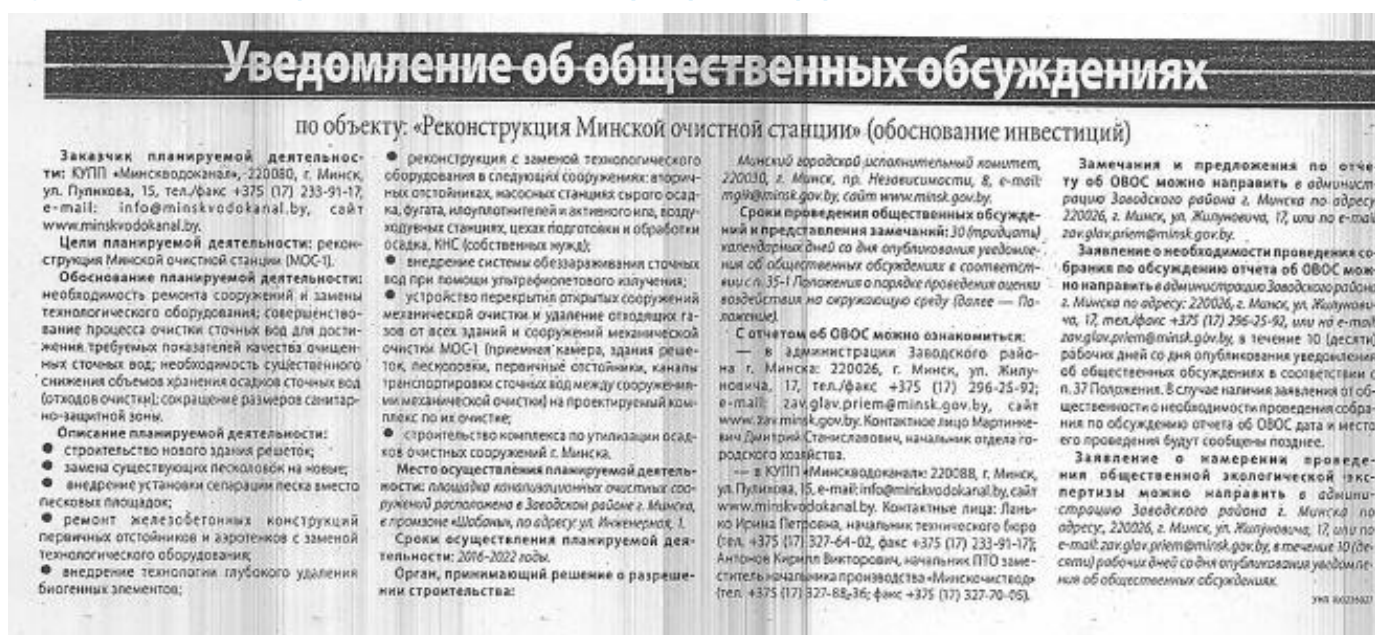 Уведомление об общественных обсуждениях
по объекту: «Реконструкция Минской очистной станции» (обоснование инвестиций)
Заказчик планируемой деятельнос-
ти: КУПП «Минскводоканал», 220088, г. Минск,
ул. Пулихова, 15, тел./факс +375 (17) 233-91-17,
e-mail: info@minskvodokanal.by, сайт
www.minskvodokanal.by.
Цели планируемой деятельности: рекон-
струкция Минской очистной станции (МОС-1).
Обоснование планируемой деятельности:
необходимость ремонта сооружений и замены
технологического оборудования; совершенство-
вание процесса очистки сточных вод для дости-
жения требуемых показателей качества очищен-
ных сточных вод; необходимость существенного
снижения объемов хранения осадков сточных вод
(отходов очистки); сокращение размеров санитар-
но-защитной зоны.
Описание планируемой деятельности:
● строительство нового здания решеток;
● замена существующих песколовок на новые;
● внедрение установки сепарации песка вместо
песковых площадок;
● ремонт железобетонных конструкций
первичных отстойников и аэротенков с заменой
технологического оборудования;
● внедрение технологии глубокого удаления
биогенных элементов;
● реконструкция с заменой технологического
оборудования в следующих сооружениях: вторич-
ных отстойниках, насосных станциях сырого осад-
ка, фугата, илоуплотнителей и активного ила, возду-
ходувных станциях, цехах подготовки и обработки
осадка, КНС (собственных нужд);
● внедрение системы обеззараживания сточных
вод при помощи ультрафиолетового излучения;
● устройство перекрытия открытых сооружений
механической очистки и удаление отходящих га-
зов от всех зданий и сооружений механической
очистки МОС-1 (приемная камера, здания реше-
ток, песколовки, первичные отстойники, каналы
транспортировки сточных вод между сооружения-
ми механической очистки) на проектируемый ком-
плекс по их очистке;
● строительство комплекса по утилизации осад-
ков очистных сооружений г. Минска.
Место осуществления планируемой деятель-
ности: площадка канализационных очистных соо-
ружений расположена в Заводском районе г. Минска,
в промзоне «Шабаны», по адресу: ул. Инженерная, 1.
Сроки осуществления планируемой дея-
тельности: 2016–2022 годы.
Орган, принимающий решение о разреше-
нии строительства:
Минский городской исполнительный комитет,
220030, г. Минск, пр. Независимости, 8, e-mail:
mgik@minsk.gov.by; сайт www.minsk.gov.by.
Сроки проведения общественных обсужде-
ний и представления замечаний: 30 (тридцать)
календарных дней со дня опубликования уведомле-
ния об общественных обсуждениях в соответст-
вии с п. 35-1 Положения о порядке проведения оценки
воздействия на окружающую среду (далее — По-
ложение).
С отчетом об ОВОС можно ознакомиться:
— в администрации Заводского райо-
на г. Минска: 220026, г. Минск, ул. Жилу-
новича, 17, тел./факс +375 (17) 296-25-92;
e-mail: zav.glav.priem@minsk.gov.by, сайт
www.zav.minsk.gov.by. Контактное лицо Мартинке-
вич Дмитрий Станиславович, начальник отдела го-
родского хозяйства.
— в КУПП «Минскводоканал»: 220088, г. Минск,
ул. Пулихова, 15, e-mail: info@minskvodokanal.by, сайт
www.minskvodokanal.by. Контактные лица: Лань-
ко Ирина Петровна, начальник технического бюро
(тел. +375 (17) 327-64-02, факс +375 (17) 233-91-17);
Антонов Кирилл Викторович, начальник ПТО заме-
ститель начальника производства «Минскочиствод»
(тел. +375 (17) 327-88-36; факс +375 (17) 327-70-05).
Замечания и предложения по отче-
ту об ОВОС можно направить в админист-
рацию Заводского района г. Минска по адресу:
220026, г. Минск, ул. Жилуновича, 17, или по e-mail:
zav.glav.priem@minsk.gov.by.
Заявление о необходимости проведения со-
брания по обсуждению отчета об ОВОС мож-
но направить в администрацию Заводского района
г. Минска по адресу: 220026, г. Минск, ул. Жилунови-
ча, 17, тел./факс +375 (17) 296-25-92, или на e-mail:
zav.glav.priem@minsk.gov.by, в течение 10 (десяти)
рабочих дней со дня опубликования уведомления
об общественных обсуждениях в соответствии с
п. 37 Положения. В случае наличия заявления от об-
щественности о необходимости проведения собра-
ния по обсуждению отчета об ОВОС дата и место
его проведения будут сообщены позднее.
Заявление о намерении проведе-
ния общественной экологической экс-
пертизы можно направить в админи-
страцию Заводского района г. Минска по
адресу: 220026, г. Минск, ул. Жилуновича, 17, или по
e-mail: zav.glav.priem@minsk.gov.by, в течение 10 (де-
сяти) рабочих дней со дня опубликования уведомле-
ния об общественных обсуждениях.
УНП